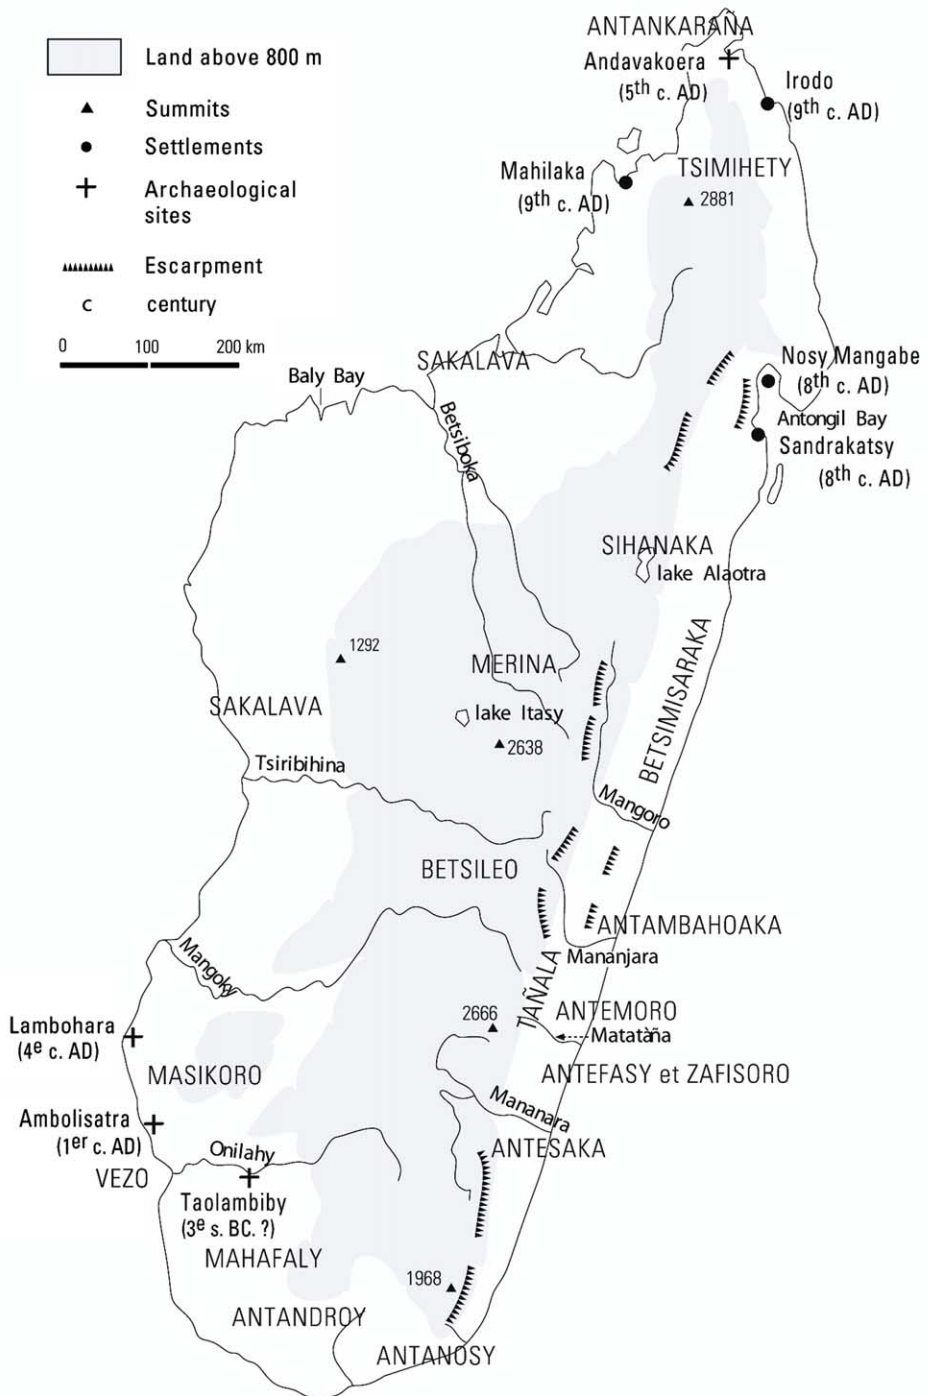 Land above 800 m
Summits
Settlements
Archaeological
sites
Escarpment
c century
0 100 200 km
ANTANKARAÑA
Andavakoera
(5th c. AD)
Irodo
(9th c. AD)
Mahilaka
(9th c. AD)
TSIMIHETY
2881
SAKALAVA
Baly Bay
Betsiboka
Nosy Mangabe
(8th c. AD)
Antongil Bay
Sandrakatsy
(8th c. AD)
SIHANAKA
lake Alaotra
1292
MERINA
SAKALAVA
lake Itasy
2638
BETSIMISARAKA
Tsiribihina
Mangoro
BETSILEO
ANTAMBAHOAKA
Mananjara
Mangoky
TAÑALA
ANTEMORO
2666
Matatàña
Lambohara
(4e c. AD)
MASIKORO
ANTEFASY et ZAFISORO
Mananara
Ambolisatra
(1er c. AD)
Onilahy
ANTESAKA
VEZO
Taolambiby
(3e s. BC. ?)
MAHAFALY
1968
ANTANDROY
ANTANOSY